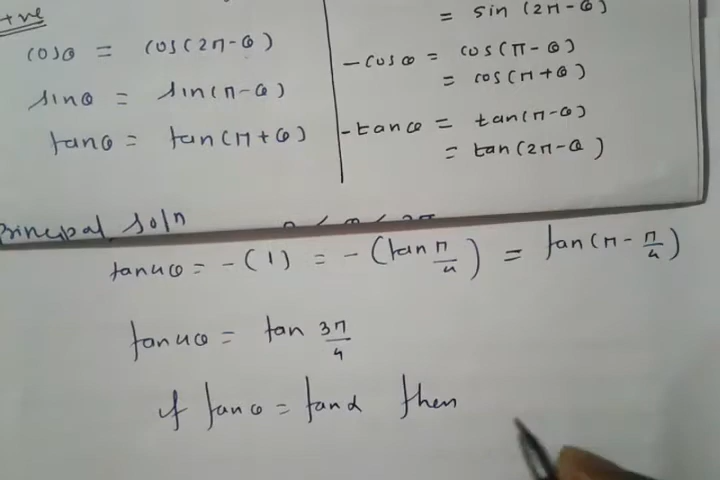 +ve
cosθ = cos(2π-θ)
sinθ = sin(π-θ)
tanθ = tan(π+θ)
= sin(2π-θ)
-cosθ = cos(π-θ)
= cos(π+θ)
-tanθ = tan(π-θ)
= tan(2π-θ)
Principal soln
tan4θ = -(1) = -(tan π/4) = tan(π - π/4)
tan4θ = tan 3π/4
if tanθ = tanα then